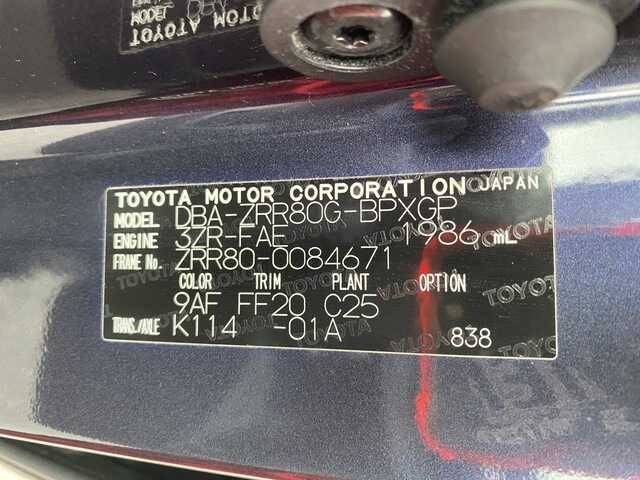 TOYOTA MOTOR CORPORATION JAPAN
MODEL DBA-ZRR80G-BPXGP
ENGINE 3ZR-FAE 1986 mL
FRAME No. ZRR80-0084671
COLOR TRIM PLANT OPTION
9AF FF20 C25
TRANS./AXLE K114 -01A 838